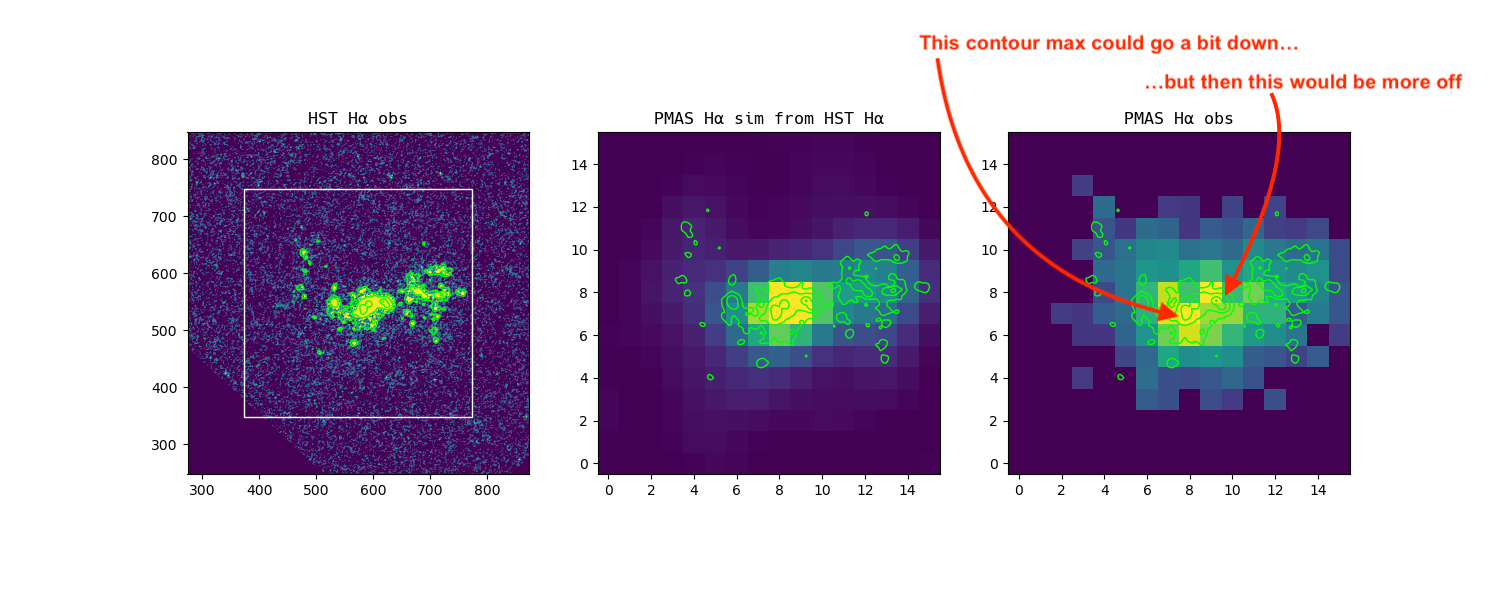 This contour max could go a bit down…
…but then this would be more off
HST Hα obs
PMAS Hα sim from HST Hα
PMAS Hα obs
800
700
600
500
400
300
300 400 500 600 700 800
14
12
10
8
6
4
2
0
0 2 4 6 8 10 12 14
14
12
10
8
6
4
2
0
0 2 4 6 8 10 12 14